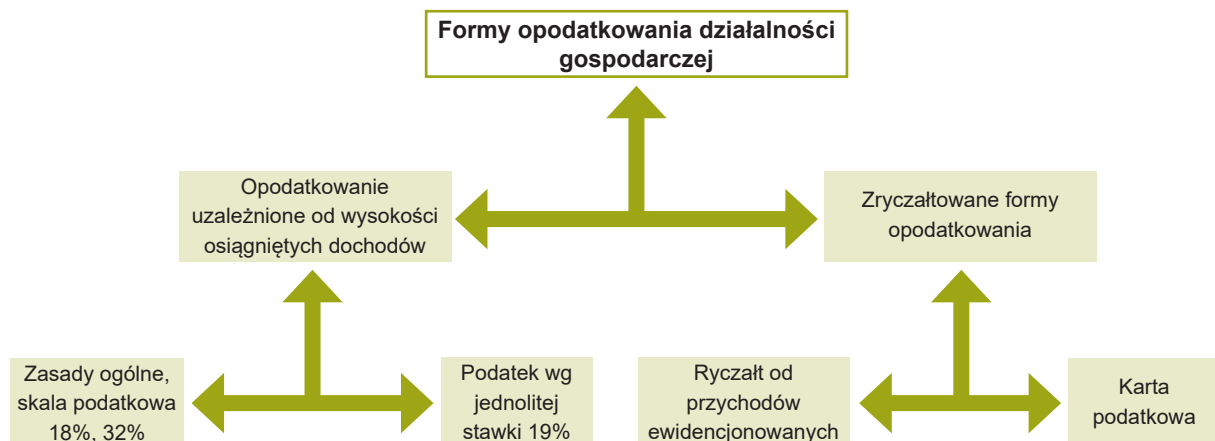 Formy opodatkowania działalności
gospodarczej
Opodatkowanie
uzależnione od wysokości
osiągniętych dochodów
Zryczałtowane formy
opodatkowania
Zasady ogólne,
skala podatkowa
18%, 32%
Podatek wg
jednolitej
stawki 19%
Ryczałt od
przychodów
ewidencjonowanych
Karta
podatkowa